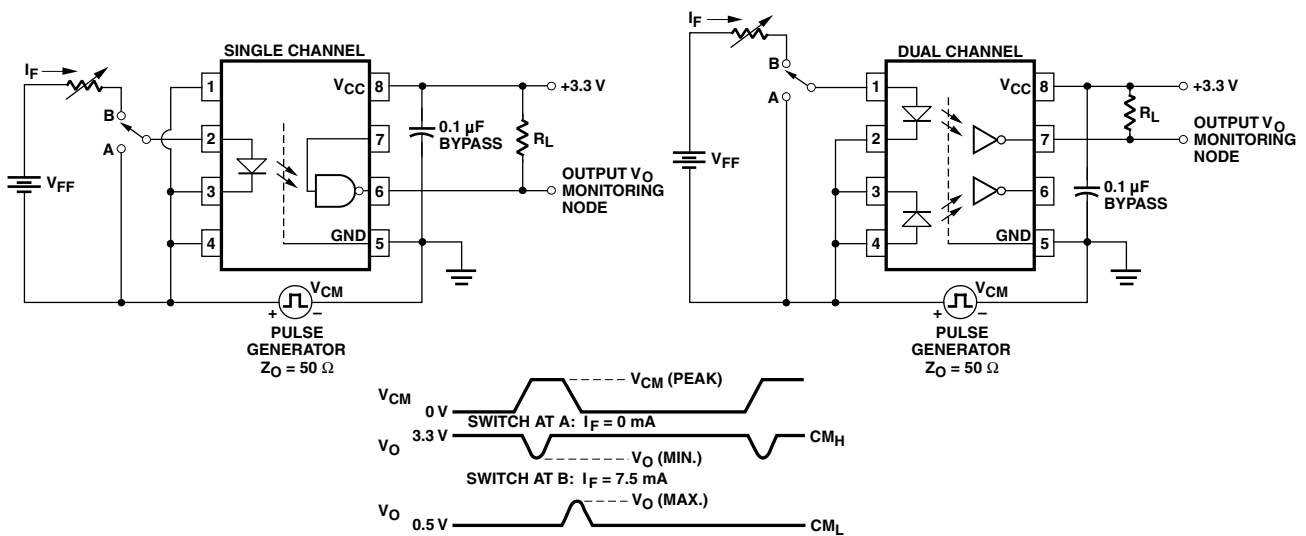 SINGLE CHANNEL
I_F
B
A
V_FF
1
2
3
4
V_CC 8
7
6
GND 5
0.1 µF
BYPASS
R_L
+3.3 V
OUTPUT V_O
MONITORING
NODE
V_CM
+ −
PULSE
GENERATOR
Z_O = 50 Ω
DUAL CHANNEL
I_F
B
A
V_FF
1
2
3
4
V_CC 8
7
6
GND 5
R_L
0.1 µF
BYPASS
+3.3 V
OUTPUT V_O
MONITORING
NODE
V_CM
+ −
PULSE
GENERATOR
Z_O = 50 Ω
V_CM
V_CM (PEAK)
0 V
SWITCH AT A: I_F = 0 mA
V_O 3.3 V CM_H
V_O (MIN.)
SWITCH AT B: I_F = 7.5 mA
V_O (MAX.)
V_O 0.5 V CM_L